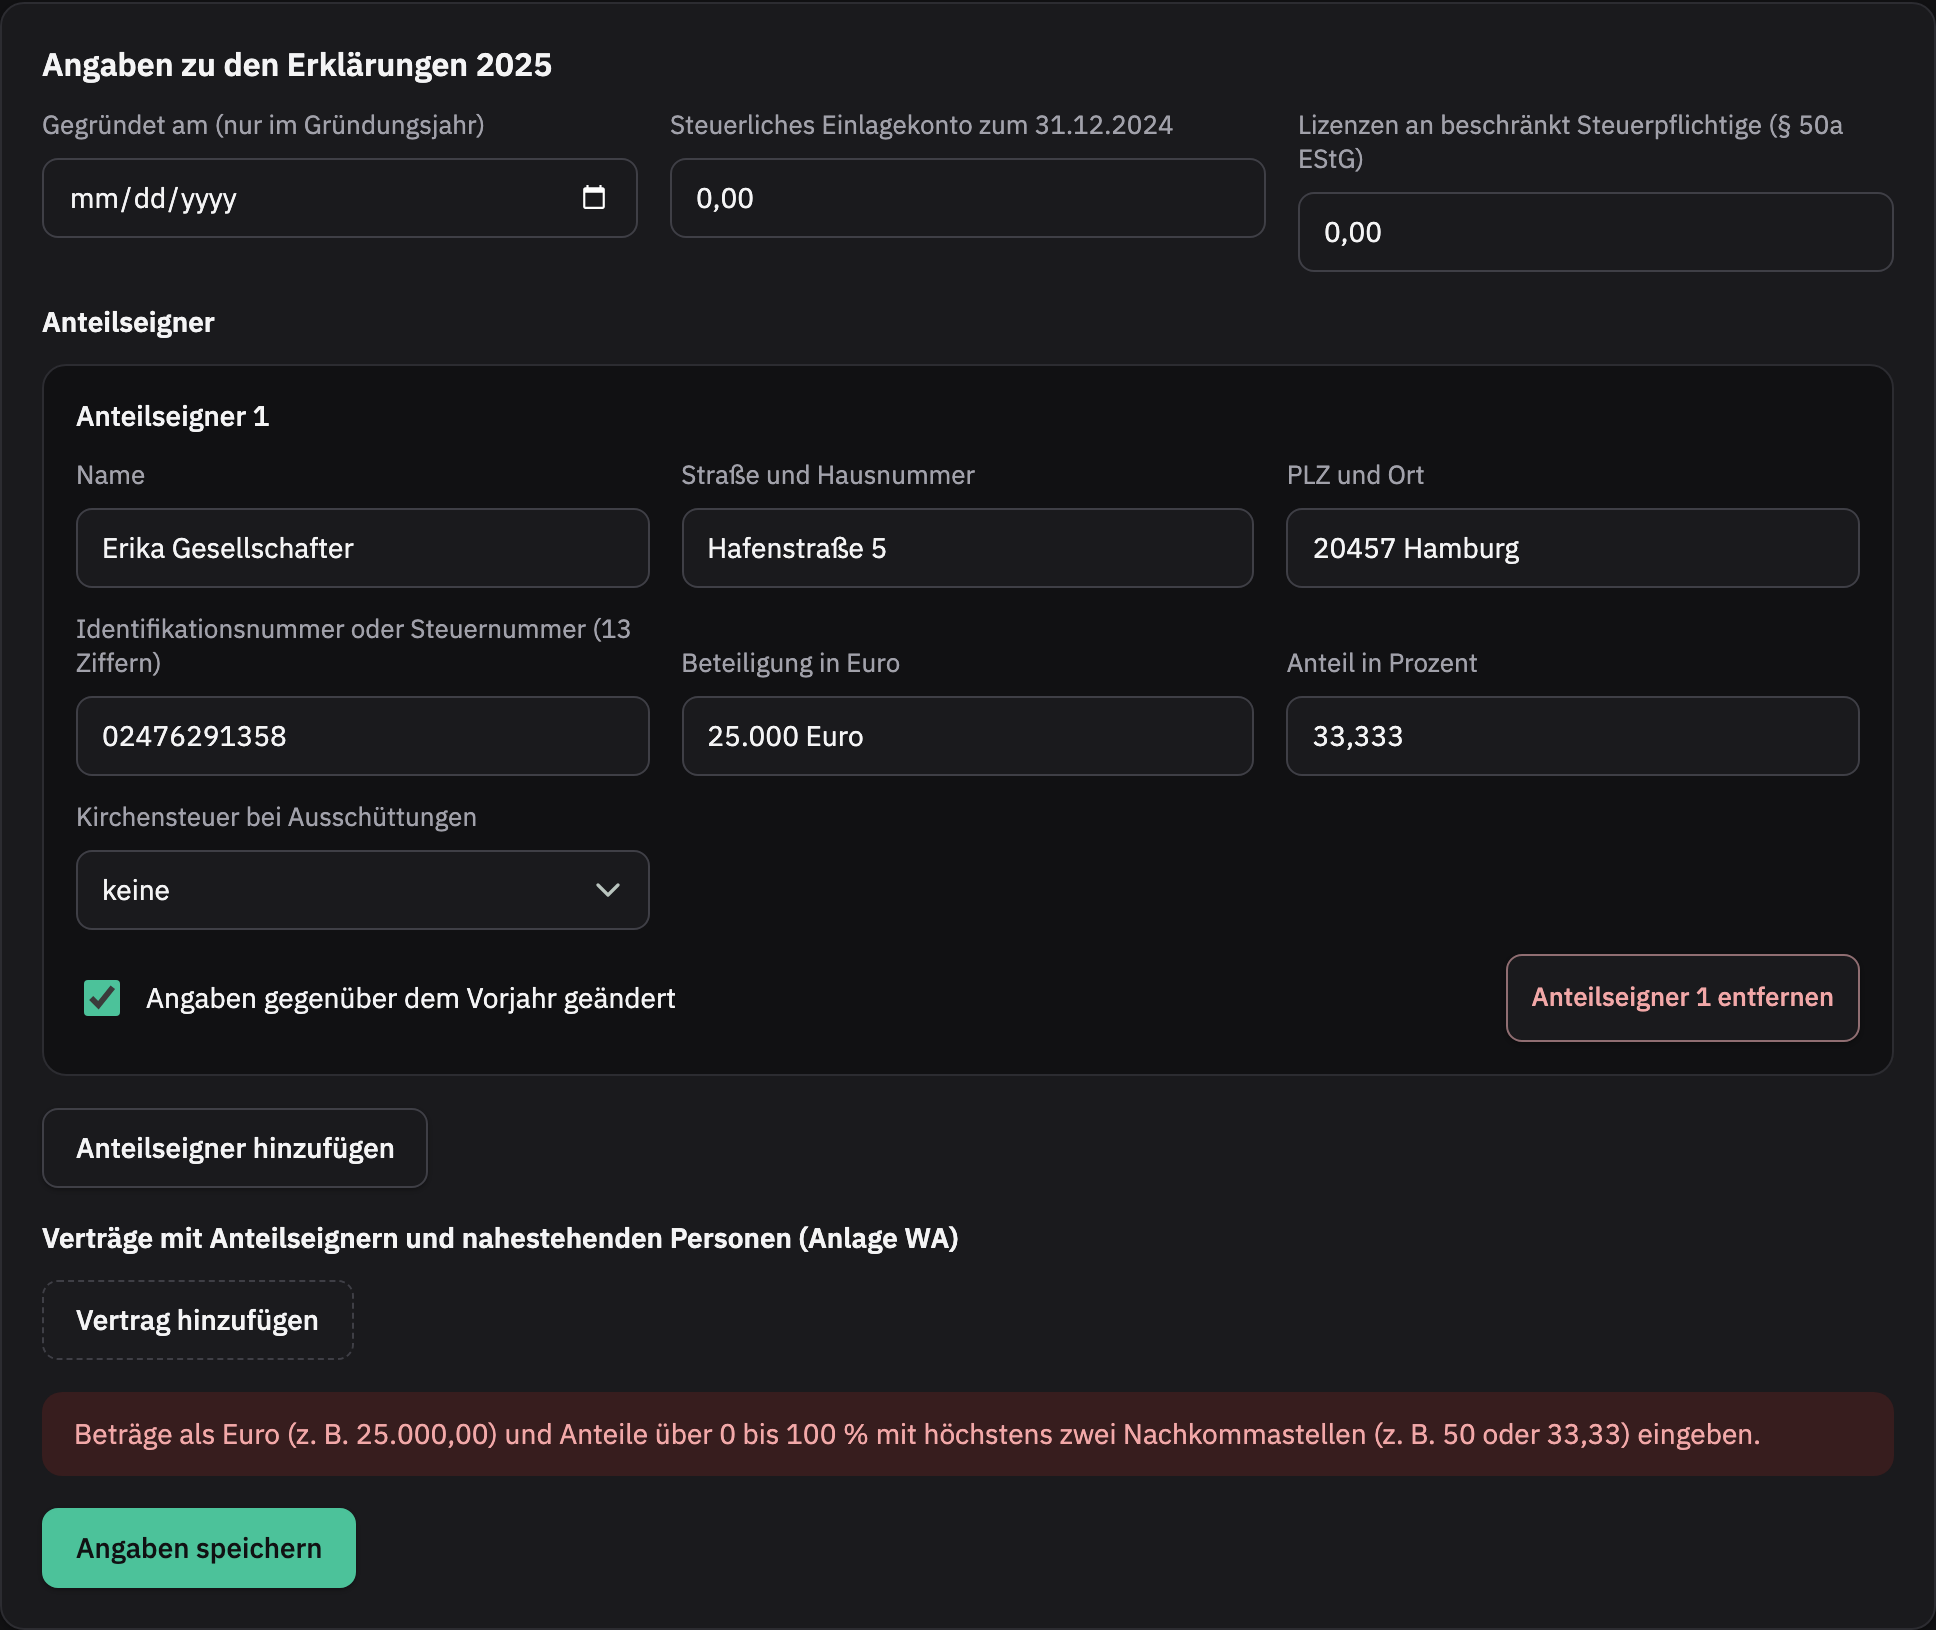 Angaben zu den Erklärungen 2025
Gegründet am (nur im Gründungsjahr)
Steuerliches Einlagekonto zum 31.12.2024
Lizenzen an beschränkt Steuerpflichtige (§ 50a
EStG)
mm/dd/yyyy
0,00
0,00
Anteilseigner
Anteilseigner 1
Name
Straße und Hausnummer
PLZ und Ort
Erika Gesellschafter
Hafenstraße 5
20457 Hamburg
Identifikationsnummer oder Steuernummer (13
Ziffern)
Beteiligung in Euro
Anteil in Prozent
02476291358
25.000 Euro
33,333
Kirchensteuer bei Ausschüttungen
keine
Angaben gegenüber dem Vorjahr geändert
Anteilseigner 1 entfernen
Anteilseigner hinzufügen
Verträge mit Anteilseignern und nahestehenden Personen (Anlage WA)
Vertrag hinzufügen
Beträge als Euro (z. B. 25.000,00) und Anteile über 0 bis 100 % mit höchstens zwei Nachkommastellen (z. B. 50 oder 33,33) eingeben.
Angaben speichern